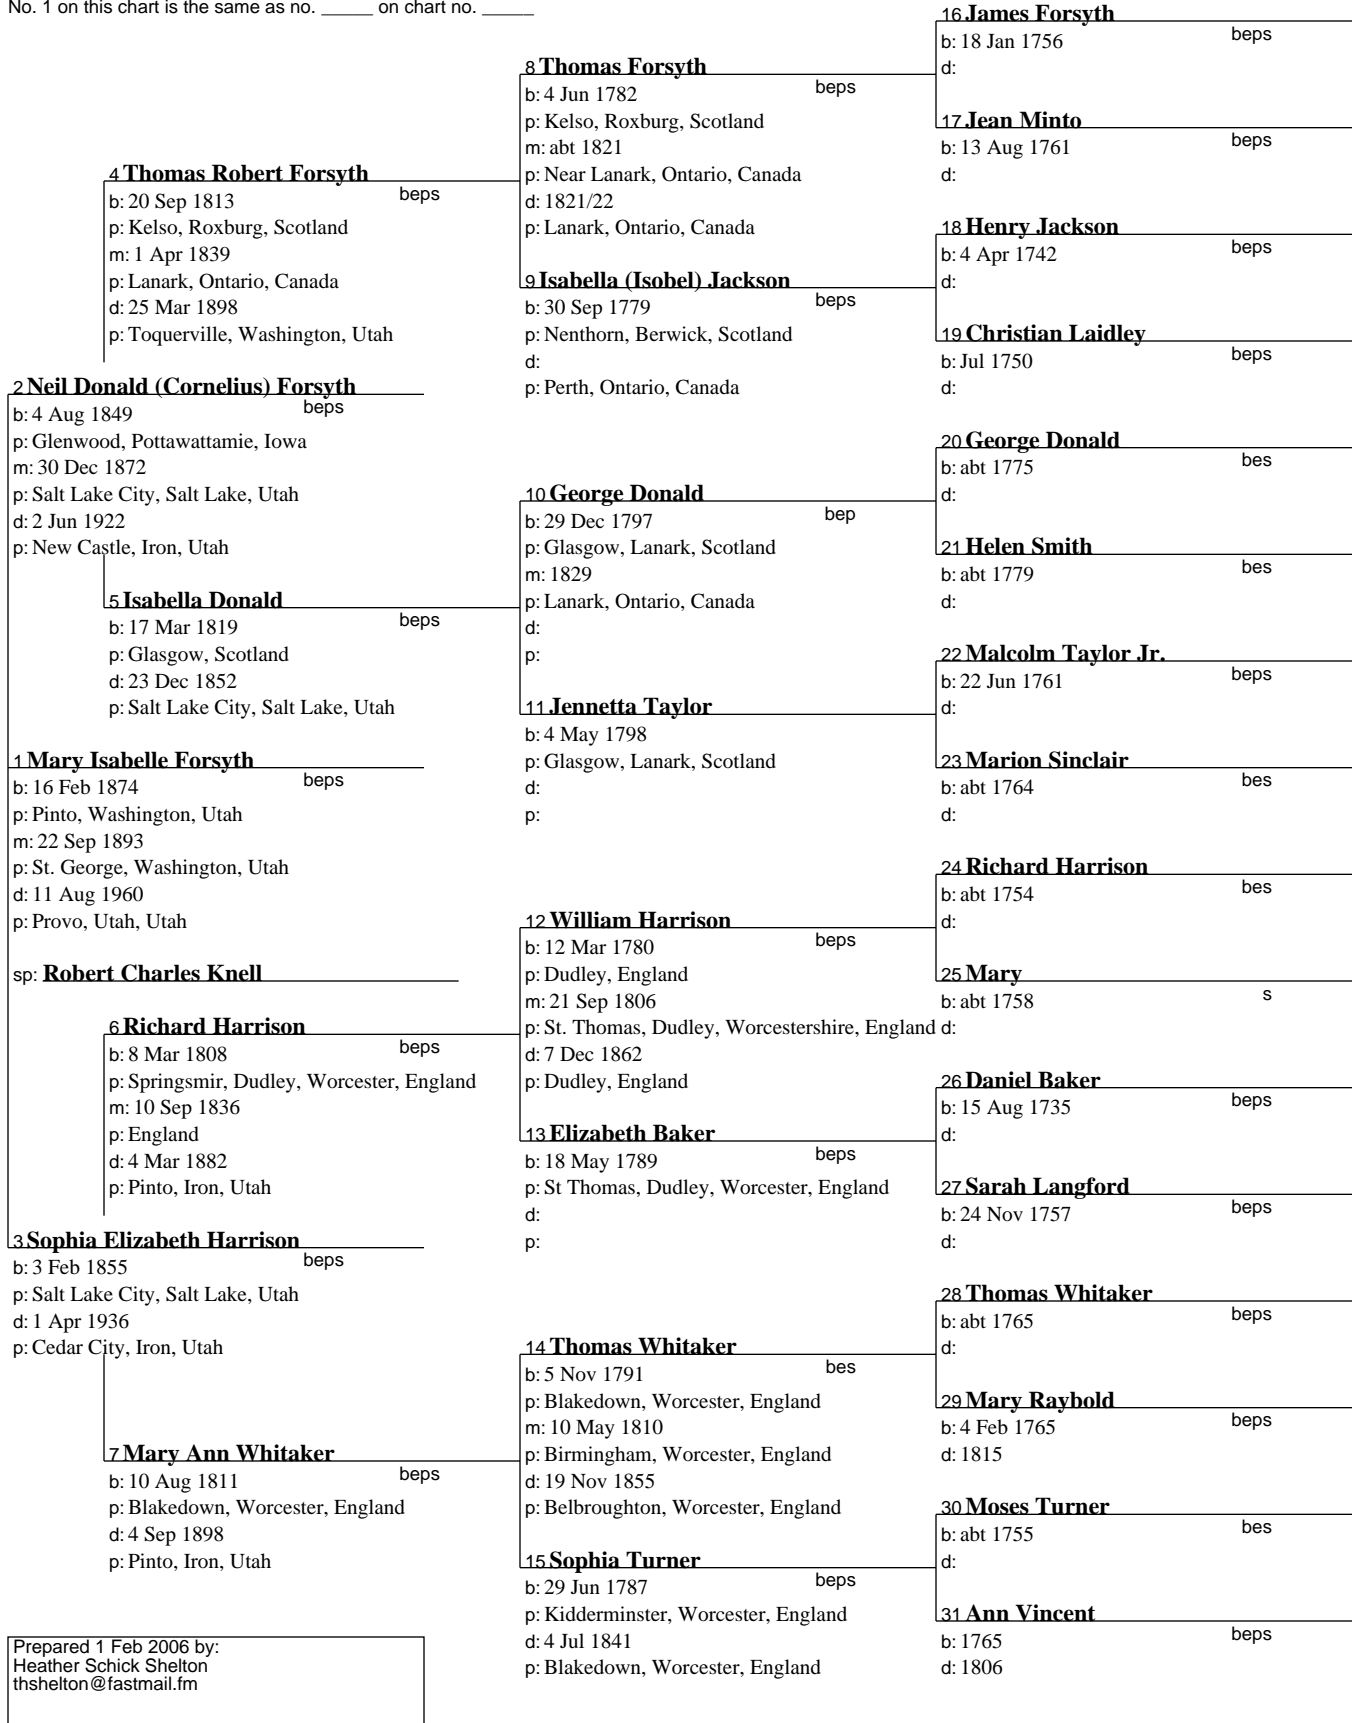 No. 1 on this chart is the same as no. _____ on chart no. _____
1 Mary Isabelle Forsyth
beps
b: 16 Feb 1874
p: Pinto, Washington, Utah
m: 22 Sep 1893
p: St. George, Washington, Utah
d: 11 Aug 1960
p: Provo, Utah, Utah
sp: Robert Charles Knell
2 Neil Donald (Cornelius) Forsyth
beps
b: 4 Aug 1849
p: Glenwood, Pottawattamie, Iowa
m: 30 Dec 1872
p: Salt Lake City, Salt Lake, Utah
d: 2 Jun 1922
p: New Castle, Iron, Utah
3 Sophia Elizabeth Harrison
beps
b: 3 Feb 1855
p: Salt Lake City, Salt Lake, Utah
d: 1 Apr 1936
p: Cedar City, Iron, Utah
4 Thomas Robert Forsyth
beps
b: 20 Sep 1813
p: Kelso, Roxburg, Scotland
m: 1 Apr 1839
p: Lanark, Ontario, Canada
d: 25 Mar 1898
p: Toquerville, Washington, Utah
5 Isabella Donald
beps
b: 17 Mar 1819
p: Glasgow, Scotland
d: 23 Dec 1852
p: Salt Lake City, Salt Lake, Utah
6 Richard Harrison
beps
b: 8 Mar 1808
p: Springsmir, Dudley, Worcester, England
m: 10 Sep 1836
p: England
d: 4 Mar 1882
p: Pinto, Iron, Utah
7 Mary Ann Whitaker
beps
b: 10 Aug 1811
p: Blakedown, Worcester, England
d: 4 Sep 1898
p: Pinto, Iron, Utah
8 Thomas Forsyth
beps
b: 4 Jun 1782
p: Kelso, Roxburg, Scotland
m: abt 1821
p: Near Lanark, Ontario, Canada
d: 1821/22
p: Lanark, Ontario, Canada
9 Isabella (Isobel) Jackson
beps
b: 30 Sep 1779
p: Nenthorn, Berwick, Scotland
d:
p: Perth, Ontario, Canada
10 George Donald
bep
b: 29 Dec 1797
p: Glasgow, Lanark, Scotland
m: 1829
p: Lanark, Ontario, Canada
d:
p:
11 Jennetta Taylor
b: 4 May 1798
p: Glasgow, Lanark, Scotland
d:
p:
12 William Harrison
beps
b: 12 Mar 1780
p: Dudley, England
m: 21 Sep 1806
p: St. Thomas, Dudley, Worcestershire, England
d: 7 Dec 1862
p: Dudley, England
13 Elizabeth Baker
beps
b: 18 May 1789
p: St Thomas, Dudley, Worcester, England
d:
p:
14 Thomas Whitaker
bes
b: 5 Nov 1791
p: Blakedown, Worcester, England
m: 10 May 1810
p: Birmingham, Worcester, England
d: 19 Nov 1855
p: Belbroughton, Worcester, England
15 Sophia Turner
beps
b: 29 Jun 1787
p: Kidderminster, Worcester, England
d: 4 Jul 1841
p: Blakedown, Worcester, England
16 James Forsyth
beps
b: 18 Jan 1756
d:
17 Jean Minto
beps
b: 13 Aug 1761
d:
18 Henry Jackson
beps
b: 4 Apr 1742
d:
19 Christian Laidley
beps
b: Jul 1750
d:
20 George Donald
bes
b: abt 1775
d:
21 Helen Smith
bes
b: abt 1779
d:
22 Malcolm Taylor Jr.
beps
b: 22 Jun 1761
d:
23 Marion Sinclair
bes
b: abt 1764
d:
24 Richard Harrison
bes
b: abt 1754
d:
25 Mary
s
b: abt 1758
d:
26 Daniel Baker
beps
b: 15 Aug 1735
d:
27 Sarah Langford
beps
b: 24 Nov 1757
d:
28 Thomas Whitaker
beps
b: abt 1765
d:
29 Mary Raybold
beps
b: 4 Feb 1765
d: 1815
30 Moses Turner
bes
b: abt 1755
d:
31 Ann Vincent
beps
b: 1765
d: 1806
Prepared 1 Feb 2006 by:
Heather Schick Shelton
thshelton@fastmail.fm